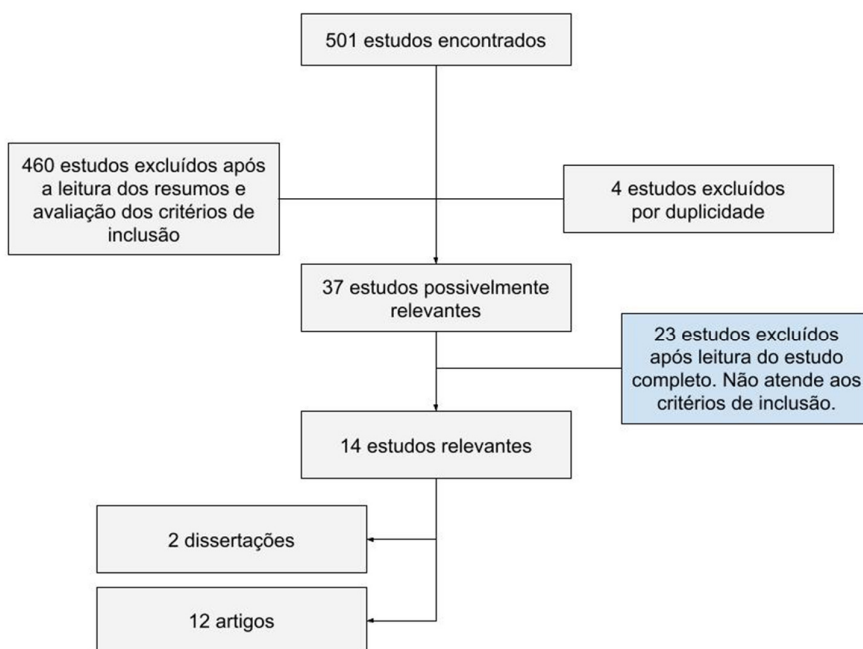 501 estudos encontrados
460 estudos excluídos após
a leitura dos resumos e
avaliação dos critérios de
inclusão
4 estudos excluídos
por duplicidade
37 estudos possivelmente
relevantes
23 estudos excluídos
após leitura do estudo
completo. Não atende aos
critérios de inclusão.
14 estudos relevantes
2 dissertações
12 artigos